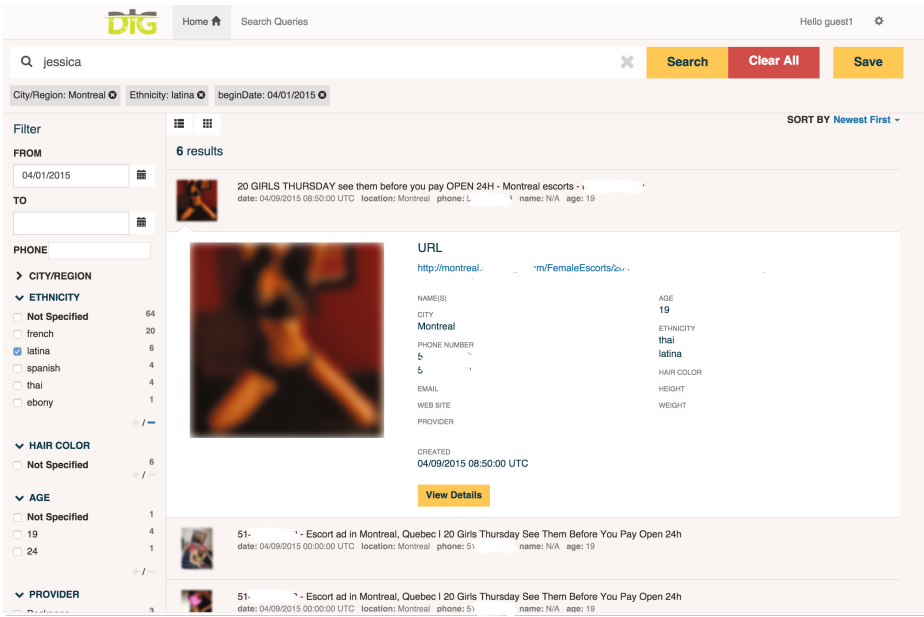 DIG Home Search Queries Hello guest1
jessica Search Clear All Save
City/Region: Montreal Ethnicity: latina beginDate: 04/01/2015
SORT BY Newest First
Filter
6 results
FROM
04/01/2015
TO
PHONE
CITY/REGION
ETHNICITY
Not Specified 64
french 20
latina 6
spanish 4
thai 4
ebony 1
+ / −
HAIR COLOR
Not Specified 6
+ / −
AGE
Not Specified 1
19 4
24 1
+ / −
PROVIDER
3
20 GIRLS THURSDAY see them before you pay OPEN 24H - Montreal escorts -
date: 04/09/2015 08:50:00 UTC location: Montreal phone: name: N/A age: 19
URL
http://montreal. /FemaleEscorts/
NAME(S)
CITY
Montreal
PHONE NUMBER
5
5
EMAIL
WEB SITE
PROVIDER
CREATED
04/09/2015 08:50:00 UTC
AGE
19
ETHNICITY
thai
latina
HAIR COLOR
HEIGHT
WEIGHT
View Details
51- - Escort ad in Montreal, Quebec | 20 Girls Thursday See Them Before You Pay Open 24h
date: 04/09/2015 00:00:00 UTC location: Montreal phone: 5 name: N/A age: 19
51- - Escort ad in Montreal, Quebec | 20 Girls Thursday See Them Before You Pay Open 24h
date: 04/09/2015 00:00:00 UTC location: Montreal phone: 5 name: N/A age: 19